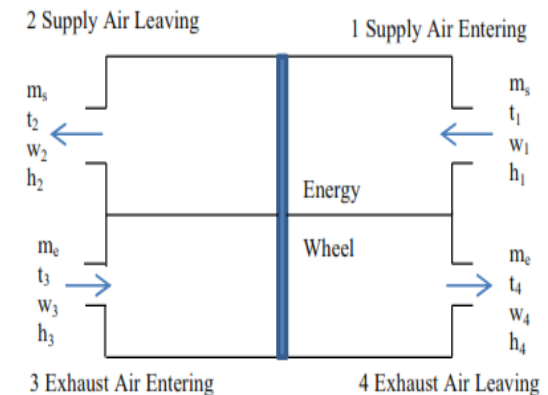 2 Supply Air Leaving
1 Supply Air Entering
mₛ
t₂
w₂
h₂
mₛ
t₁
w₁
h₁
Energy
Wheel
mₑ
t₃
w₃
h₃
mₑ
t₄
w₄
h₄
3 Exhaust Air Entering
4 Exhaust Air Leaving